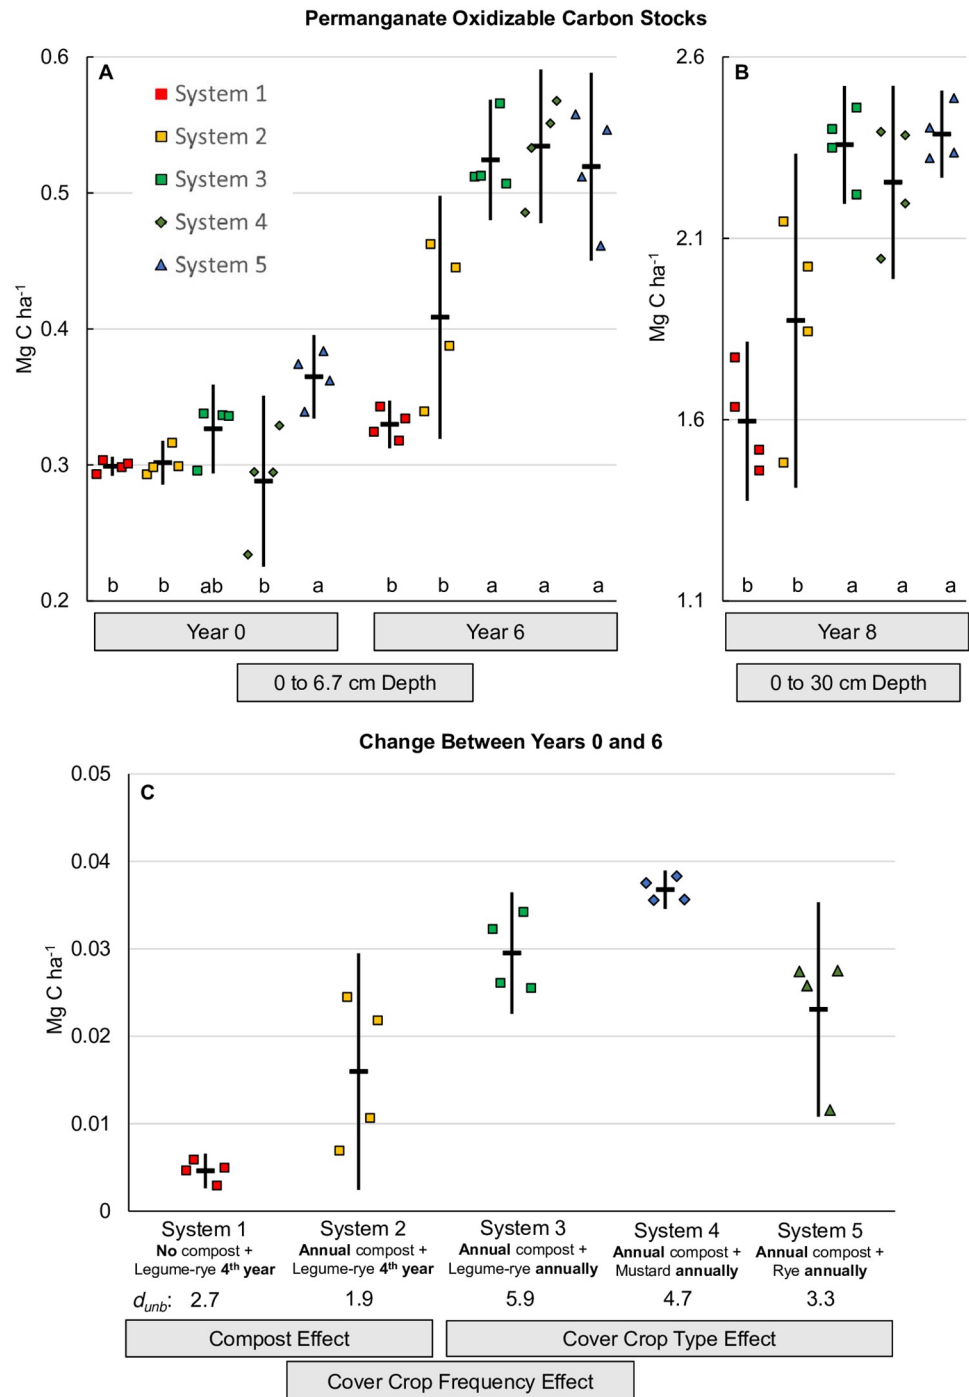 Permanganate Oxidizable Carbon Stocks
A
B
0.6
0.5
0.4
0.3
0.2
Mg C ha-1
System 1
System 2
System 3
System 4
System 5
b b ab b a b b a a a
Year 0
Year 6
0 to 6.7 cm Depth
2.6
2.1
1.6
1.1
Mg C ha-1
b b a a a
Year 8
0 to 30 cm Depth
Change Between Years 0 and 6
C
0.05
0.04
0.03
0.02
0.01
0
Mg C ha-1
System 1 System 2 System 3 System 4 System 5
No compost + Annual compost + Annual compost + Annual compost + Annual compost +
Legume-rye 4th year Legume-rye 4th year Legume-rye annually Mustard annually Rye annually
dunb: 2.7 1.9 5.9 4.7 3.3
Compost Effect
Cover Crop Type Effect
Cover Crop Frequency Effect